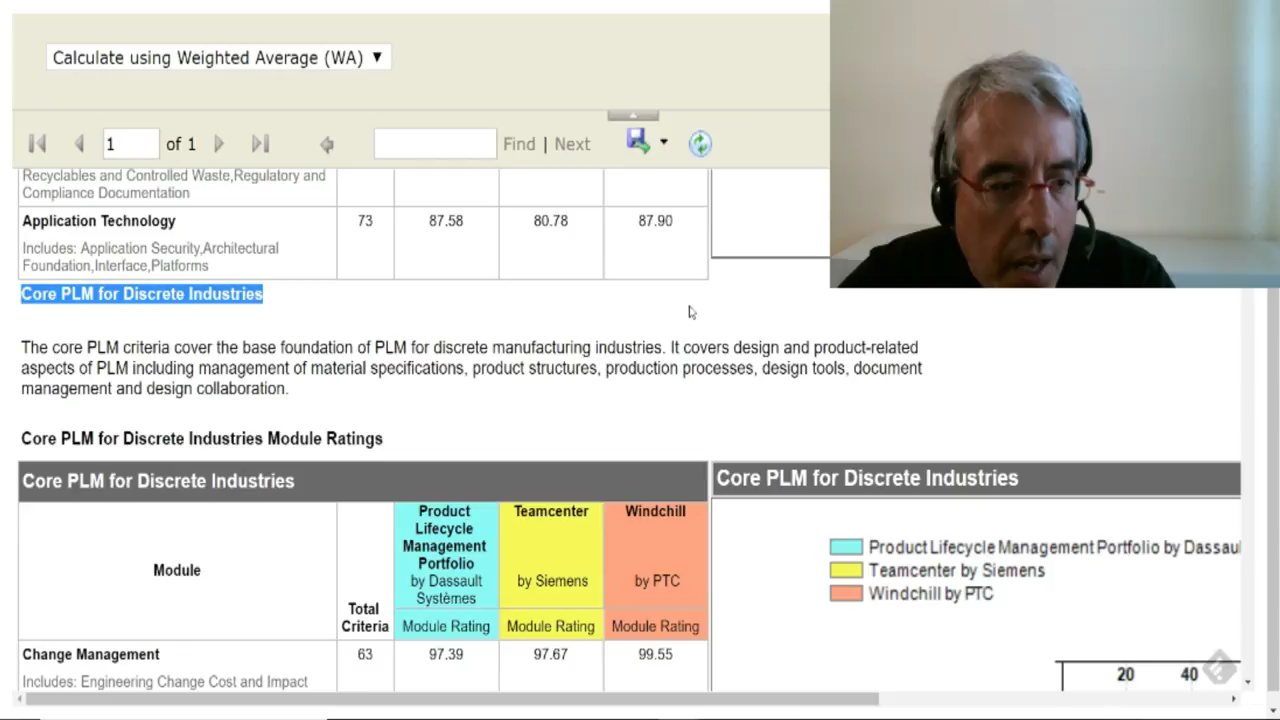 Calculate using Weighted Average (WA) ▼
1 of 1 Find | Next
Recyclables and Controlled Waste,Regulatory and
Compliance Documentation
Application Technology 73 87.58 80.78 87.90
Includes: Application Security,Architectural
Foundation,Interface,Platforms
Core PLM for Discrete Industries
The core PLM criteria cover the base foundation of PLM for discrete manufacturing industries. It covers design and product-related
aspects of PLM including management of material specifications, product structures, production processes, design tools, document
management and design collaboration.
Core PLM for Discrete Industries Module Ratings
Core PLM for Discrete Industries
Module
Total
Criteria
Product
Lifecycle
Management
Portfolio
by Dassault
Systèmes
Module Rating
Teamcenter
by Siemens
Module Rating
Windchill
by PTC
Module Rating
Change Management 63 97.39 97.67 99.55
Includes: Engineering Change Cost and Impact
Core PLM for Discrete Industries
Product Lifecycle Management Portfolio by Dassaul
Teamcenter by Siemens
Windchill by PTC
20 40